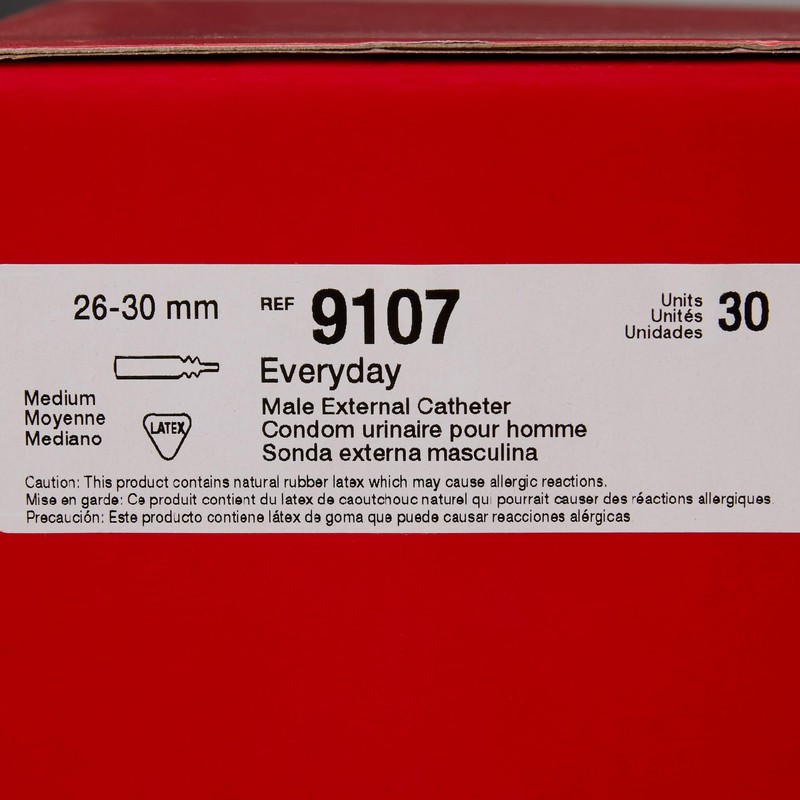 26-30 mm
REF 9107
Units
Unités
Unidades
30
Everyday
Medium
Moyenne
Mediano
LATEX
Male External Catheter
Condom urinaire pour homme
Sonda externa masculina
Caution: This product contains natural rubber latex which may cause allergic reactions.
Mise en garde: Ce produit contient du latex de caoutchouc naturel qui pourrait causer des réactions allergiques.
Precaución: Este producto contiene látex de goma que puede causar reacciones alérgicas